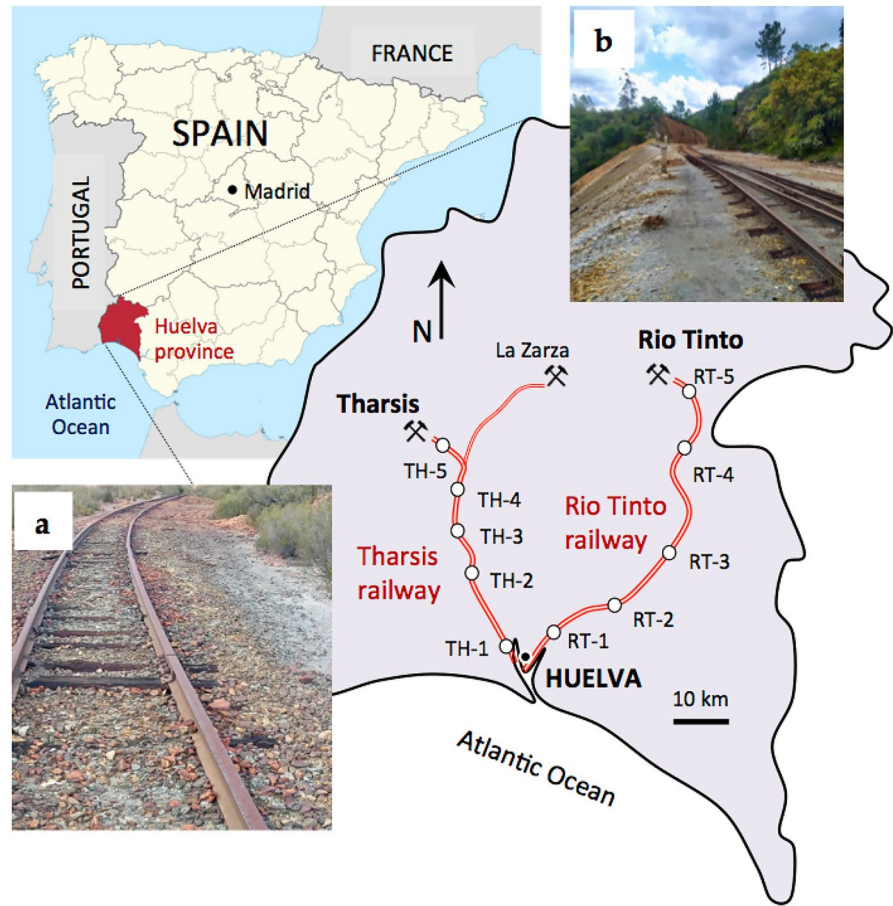 FRANCE
b
SPAIN
Madrid
PORTUGAL
Huelva
province
N
Rio Tinto
La Zarza
RT-5
Atlantic
Ocean
Tharsis
TH-5
RT-4
TH-4
a
Rio Tinto
railway
TH-3
Tharsis
railway
RT-3
TH-2
RT-2
TH-1
RT-1
HUELVA
10 km
Atlantic Ocean